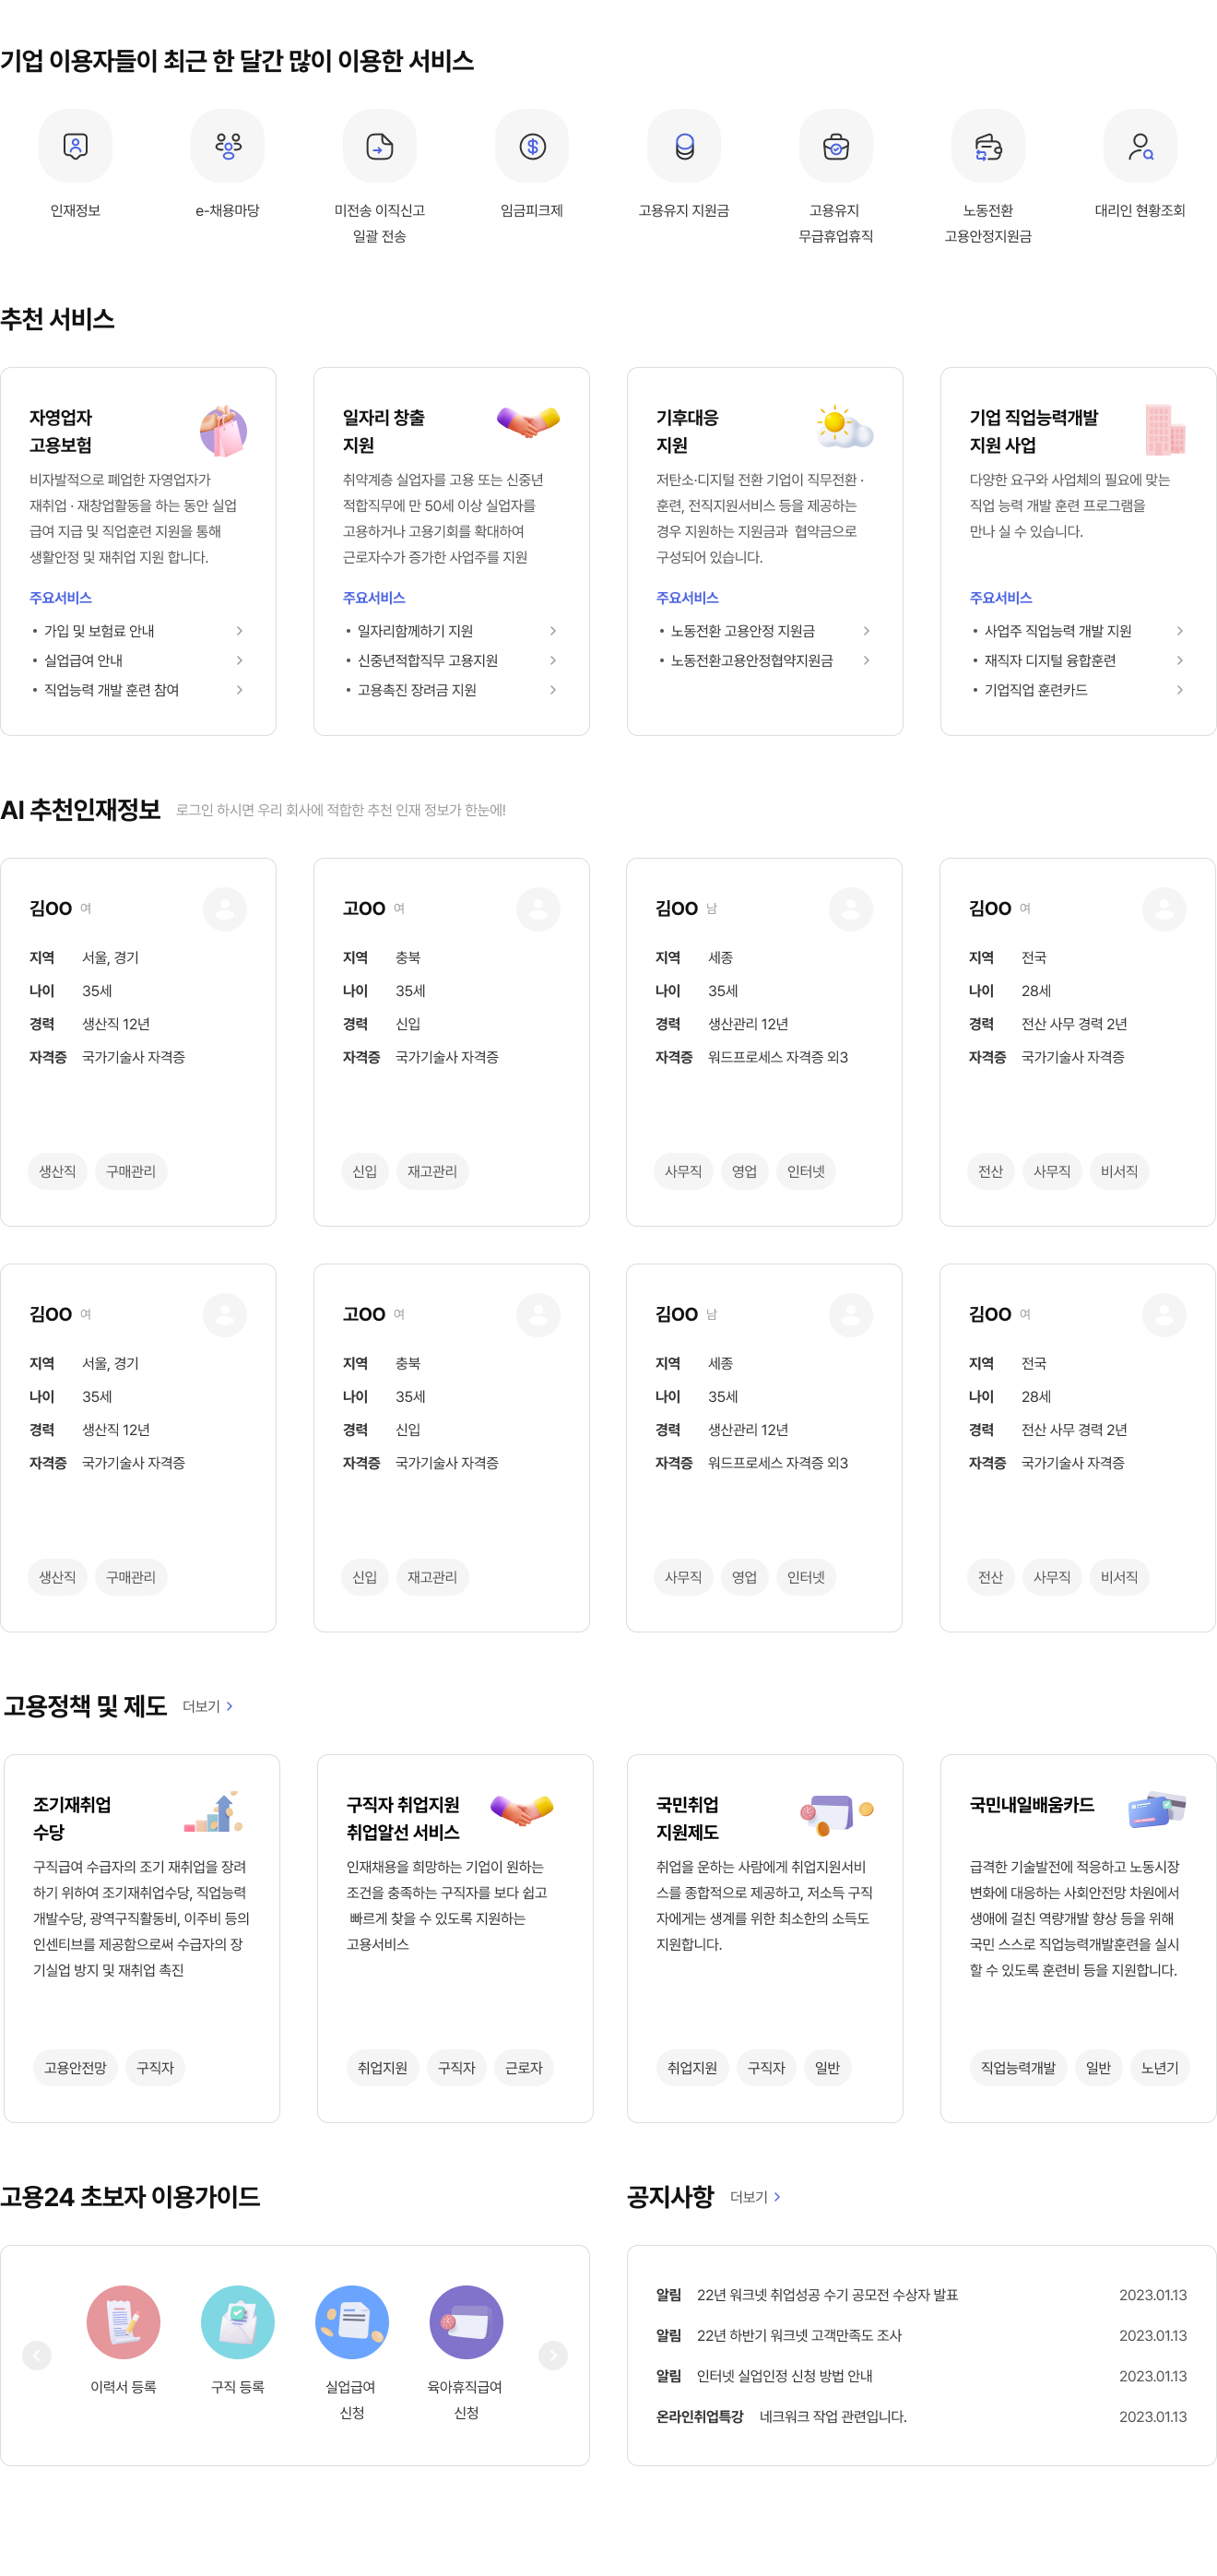 기업 이용자들이 최근 한 달간 많이 이용한 서비스
인재정보
e-채용마당
미전송 이직신고
일괄 전송
임금피크제
고용유지 지원금
고용유지
무급휴업휴직
노동전환
고용안정지원금
대리인 현황조회
추천 서비스
자영업자
고용보험
비자발적으로 폐업한 자영업자가
재취업 · 재창업활동을 하는 동안 실업
급여 지급 및 직업훈련 지원을 통해
생활안정 및 재취업 지원 합니다.
주요서비스
• 가입 및 보험료 안내
• 실업급여 안내
• 직업능력 개발 훈련 참여
일자리 창출
지원
취약계층 실업자를 고용 또는 신중년
적합직무에 만 50세 이상 실업자를
고용하거나 고용기회를 확대하여
근로자수가 증가한 사업주를 지원
주요서비스
• 일자리함께하기 지원
• 신중년적합직무 고용지원
• 고용촉진 장려금 지원
기후대응
지원
저탄소·디지털 전환 기업이 직무전환 ·
훈련, 전직지원서비스 등을 제공하는
경우 지원하는 지원금과 협약금으로
구성되어 있습니다.
주요서비스
• 노동전환 고용안정 지원금
• 노동전환고용안정협약지원금
기업 직업능력개발
지원 사업
다양한 요구와 사업체의 필요에 맞는
직업 능력 개발 훈련 프로그램을
만나 실 수 있습니다.
주요서비스
• 사업주 직업능력 개발 지원
• 재직자 디지털 융합훈련
• 기업직업 훈련카드
AI 추천인재정보 로그인 하시면 우리 회사에 적합한 추천 인재 정보가 한눈에!
김OO 여
지역 서울, 경기
나이 35세
경력 생산직 12년
자격증 국가기술사 자격증
생산직 구매관리
고OO 여
지역 충북
나이 35세
경력 신입
자격증 국가기술사 자격증
신입 재고관리
김OO 남
지역 세종
나이 35세
경력 생산관리 12년
자격증 워드프로세스 자격증 외3
사무직 영업 인터넷
김OO 여
지역 전국
나이 28세
경력 전산 사무 경력 2년
자격증 국가기술사 자격증
전산 사무직 비서직
김OO 여
지역 서울, 경기
나이 35세
경력 생산직 12년
자격증 국가기술사 자격증
생산직 구매관리
고OO 여
지역 충북
나이 35세
경력 신입
자격증 국가기술사 자격증
신입 재고관리
김OO 남
지역 세종
나이 35세
경력 생산관리 12년
자격증 워드프로세스 자격증 외3
사무직 영업 인터넷
김OO 여
지역 전국
나이 28세
경력 전산 사무 경력 2년
자격증 국가기술사 자격증
전산 사무직 비서직
고용정책 및 제도 더보기
조기재취업
수당
구직급여 수급자의 조기 재취업을 장려
하기 위하여 조기재취업수당, 직업능력
개발수당, 광역구직활동비, 이주비 등의
인센티브를 제공함으로써 수급자의 장
기실업 방지 및 재취업 촉진
고용안전망 구직자
구직자 취업지원
취업알선 서비스
인재채용을 희망하는 기업이 원하는
조건을 충족하는 구직자를 보다 쉽고
빠르게 찾을 수 있도록 지원하는
고용서비스
취업지원 구직자 근로자
국민취업
지원제도
취업을 운하는 사람에게 취업지원서비
스를 종합적으로 제공하고, 저소득 구직
자에게는 생계를 위한 최소한의 소득도
지원합니다.
취업지원 구직자 일반
국민내일배움카드
급격한 기술발전에 적응하고 노동시장
변화에 대응하는 사회안전망 차원에서
생애에 걸친 역량개발 향상 등을 위해
국민 스스로 직업능력개발훈련을 실시
할 수 있도록 훈련비 등을 지원합니다.
직업능력개발 일반 노년기
고용24 초보자 이용가이드
이력서 등록
구직 등록
실업급여
신청
육아휴직급여
신청
공지사항 더보기
알림 22년 워크넷 취업성공 수기 공모전 수상자 발표 2023.01.13
알림 22년 하반기 워크넷 고객만족도 조사 2023.01.13
알림 인터넷 실업인정 신청 방법 안내 2023.01.13
온라인취업특강 네크워크 작업 관련입니다. 2023.01.13